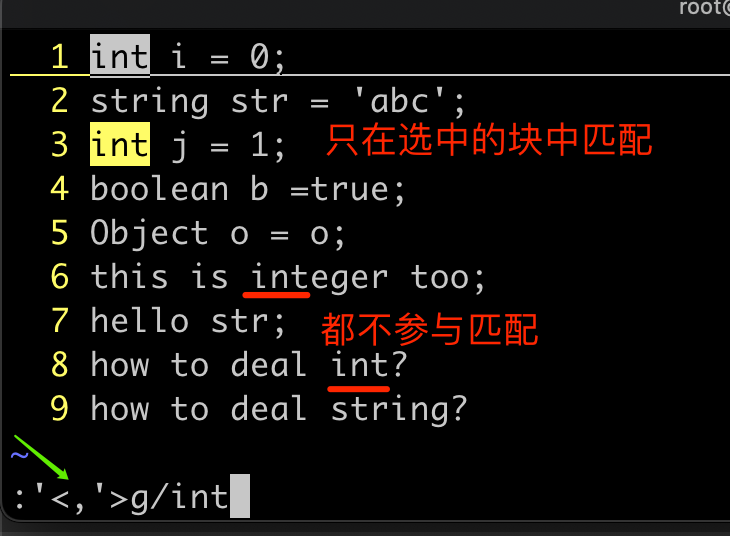 root@
1 int i = 0;
2 string str = 'abc';
3 int j = 1; 只在选中的块中匹配
4 boolean b =true;
5 Object o = o;
6 this is integer too;
7 hello str; 都不参与匹配
8 how to deal int?
9 how to deal string?
~
:'<,'>g/int